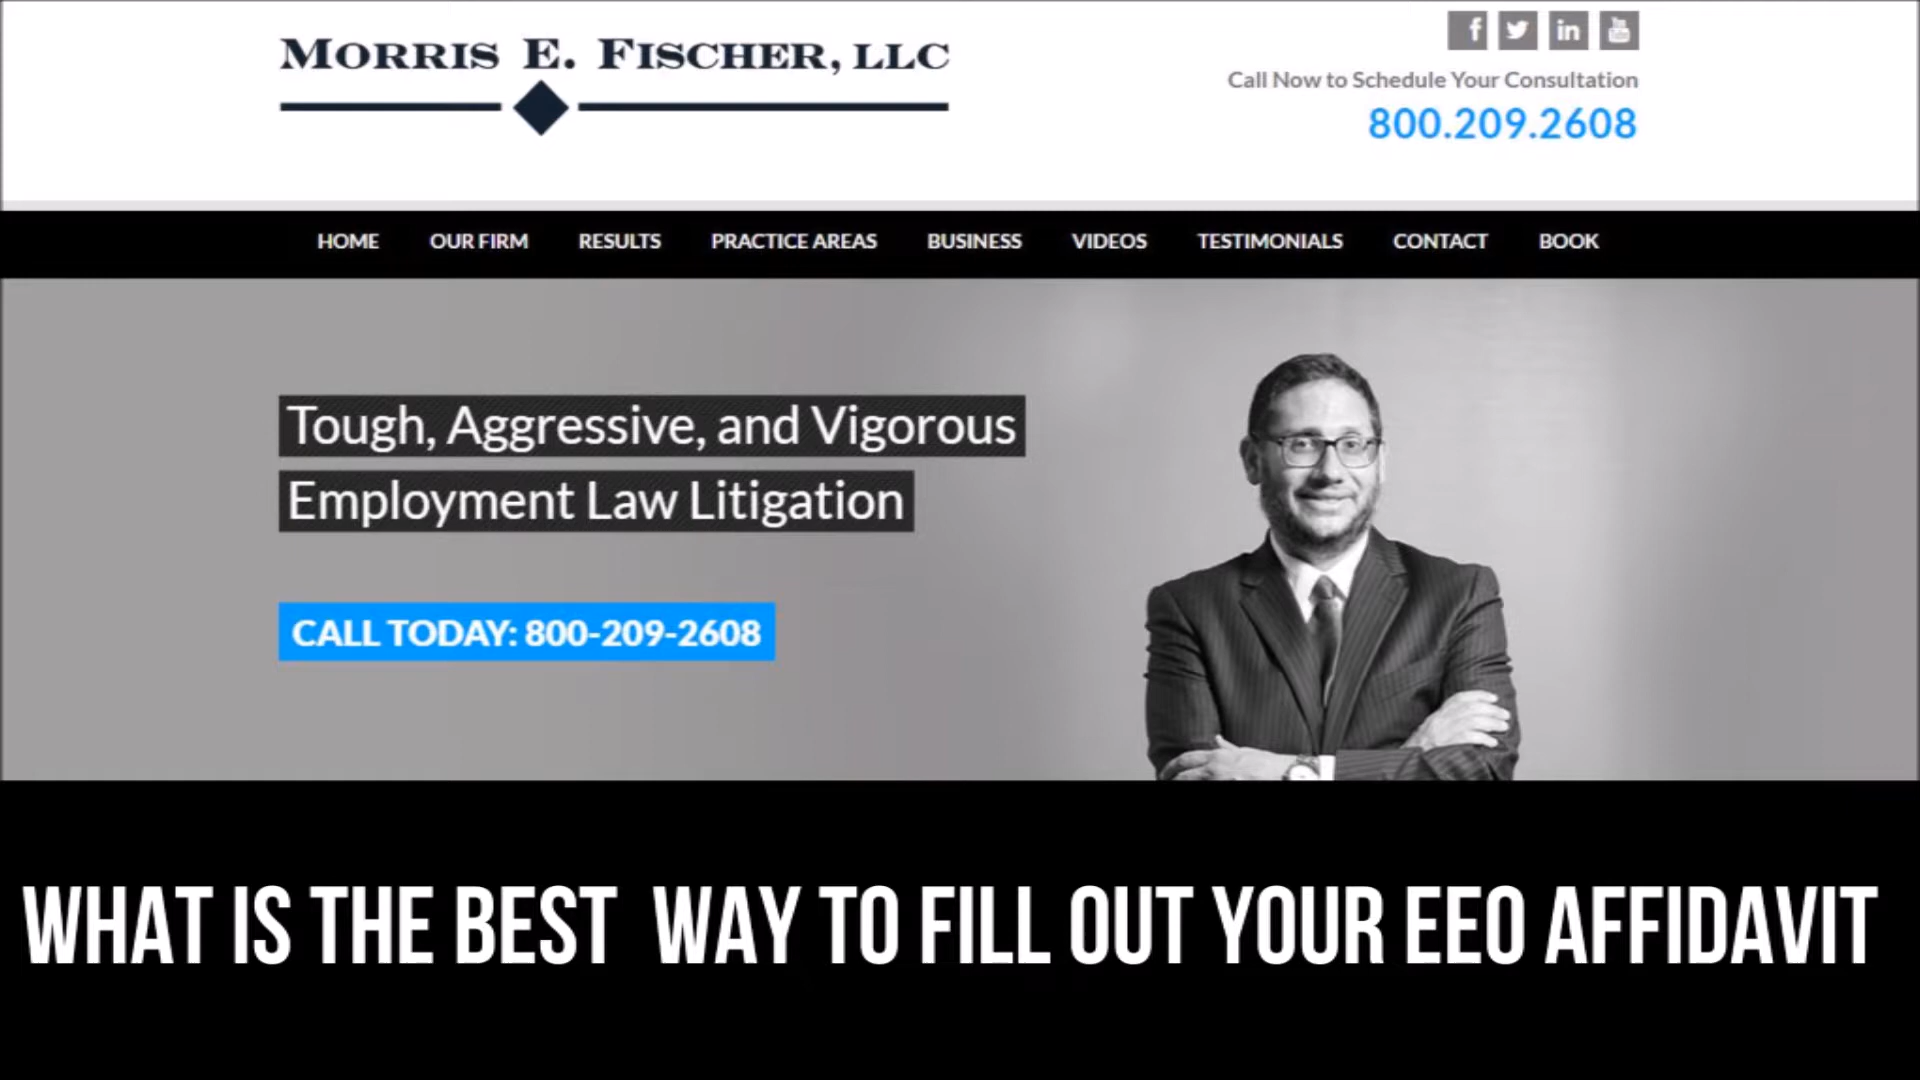 MORRIS E. FISCHER, LLC
Call Now to Schedule Your Consultation
800.209.2608
HOME OUR FIRM RESULTS PRACTICE AREAS BUSINESS VIDEOS TESTIMONIALS CONTACT BOOK
Tough, Aggressive, and Vigorous
Employment Law Litigation
CALL TODAY: 800-209-2608
WHAT IS THE BEST WAY TO FILL OUT YOUR EEO AFFIDAVIT